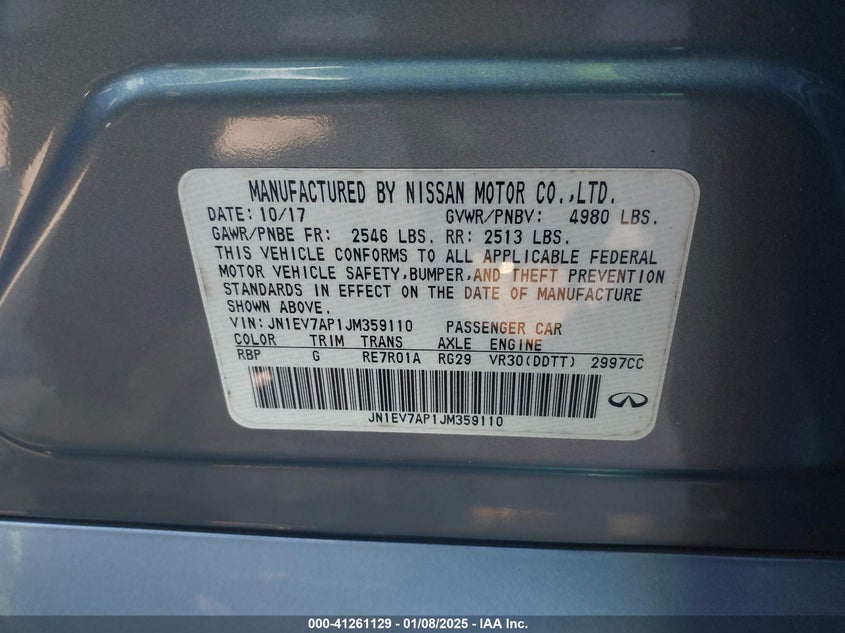 MANUFACTURED BY NISSAN MOTOR CO.,LTD.
DATE: 10/17 GVWR/PNBV: 4980 LBS.
GAWR/PNBE FR: 2546 LBS. RR: 2513 LBS.
THIS VEHICLE CONFORMS TO ALL APPLICABLE FEDERAL
MOTOR VEHICLE SAFETY,BUMPER,AND THEFT PREVENTION
STANDARDS IN EFFECT ON THE DATE OF MANUFACTURE
SHOWN ABOVE.
VIN:JN1EV7AP1JM359110 PASSENGER CAR
COLOR TRIM TRANS AXLE ENGINE
RBP G RE7R01A RG29 VR30(DDTT) 2997CC
JN1EV7AP1JM359110
000-41261129 - 01/08/2025 - IAA Inc.